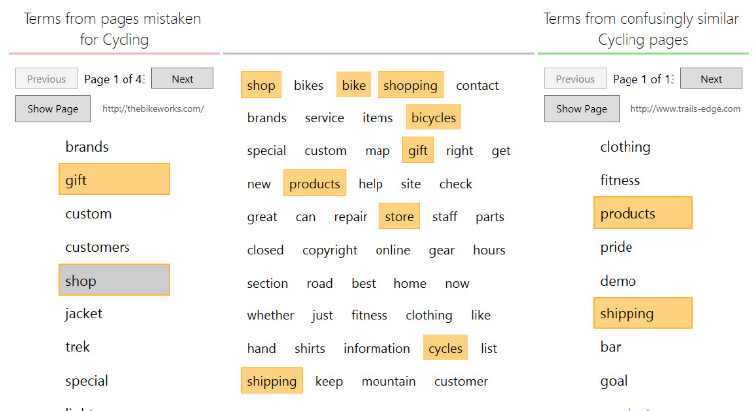 Terms from pages mistaken
for Cycling
Previous Page 1 of 4 Next
Show Page http://thebikeworks.com/
brands
gift
custom
customers
shop
jacket
trek
special
shop bikes bike shopping contact
brands service items bicycles
special custom map gift right get
new products help site check
great can repair store staff parts
closed copyright online gear hours
section road best home now
whether just fitness clothing like
hand shirts information cycles list
shipping keep mountain customer
Terms from confusingly similar
Cycling pages
Previous Page 1 of 1 Next
Show Page http://www.trails-edge.com
clothing
fitness
products
pride
demo
shipping
bar
goal